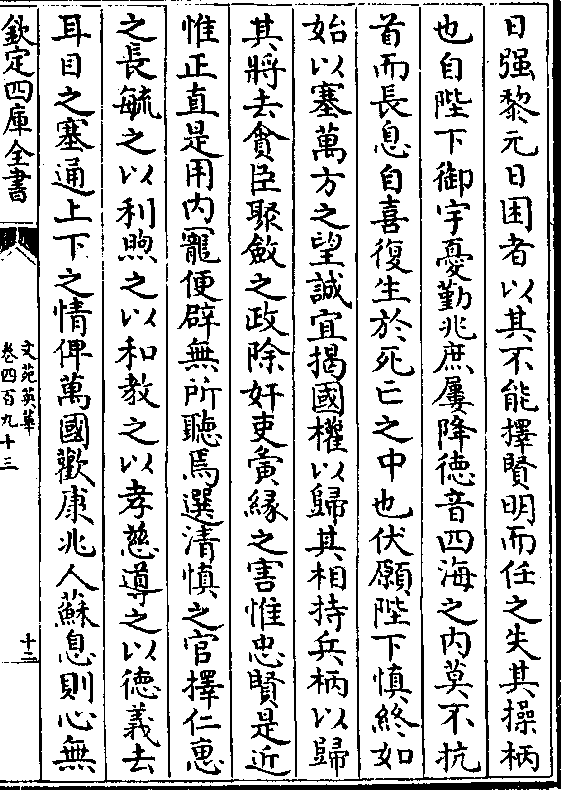 日强黎元日困者以其不能擇賢明而任之失其操柄
也自陛下御宇憂勤兆庶屢降德音四海之内莫不抗
首而長息自喜復生於死亡之中也伏願陛下慎終如
始以塞萬方之望誠宜揭國權以歸其相持兵柄以歸
其將去貪臣聚斂之政除奸吏夤緣之害惟忠賢是近
惟正直是用内寵便辟無所聽焉選清慎之官擇仁惠
之長毓之以利煦之以和教之以孝慈導之以德義去
耳目之塞通上下之情俾萬國歡康兆人蘇息則心無
欽定四庫全書
文苑英華
卷四百九十三
十二